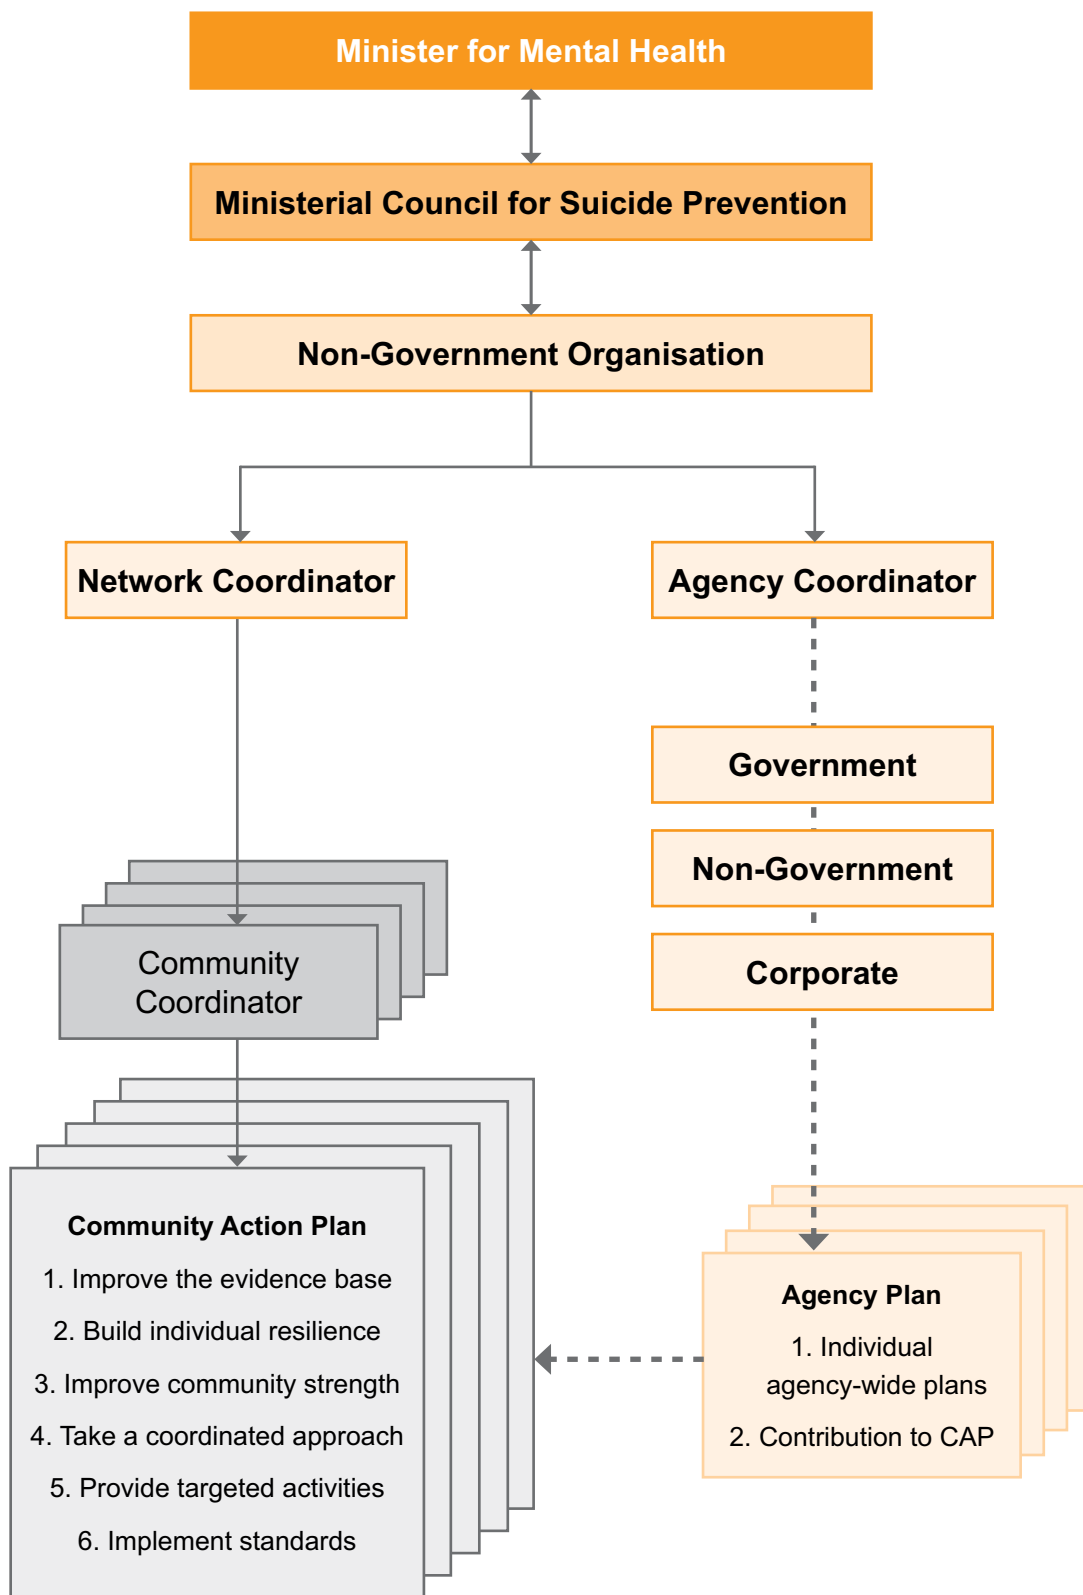 Minister for Mental Health
Ministerial Council for Suicide Prevention
Non-Government Organisation
Network Coordinator
Agency Coordinator
Government
Non-Government
Corporate
Community
Coordinator
Community Action Plan
1. Improve the evidence base
2. Build individual resilience
3. Improve community strength
4. Take a coordinated approach
5. Provide targeted activities
6. Implement standards
Agency Plan
1. Individual
agency-wide plans
2. Contribution to CAP